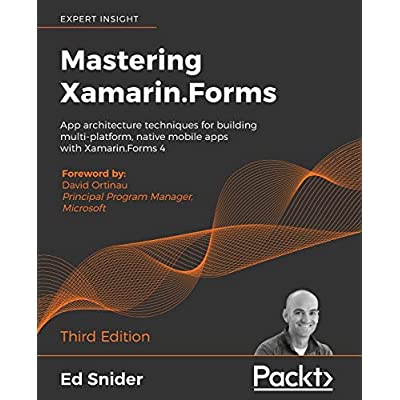 EXPERT INSIGHT
Mastering
Xamarin.Forms
App architecture techniques for building
multi-platform, native mobile apps
with Xamarin.Forms 4
Foreword by:
David Ortinau
Principal Program Manager,
Microsoft
Third Edition
Ed Snider
Packt>